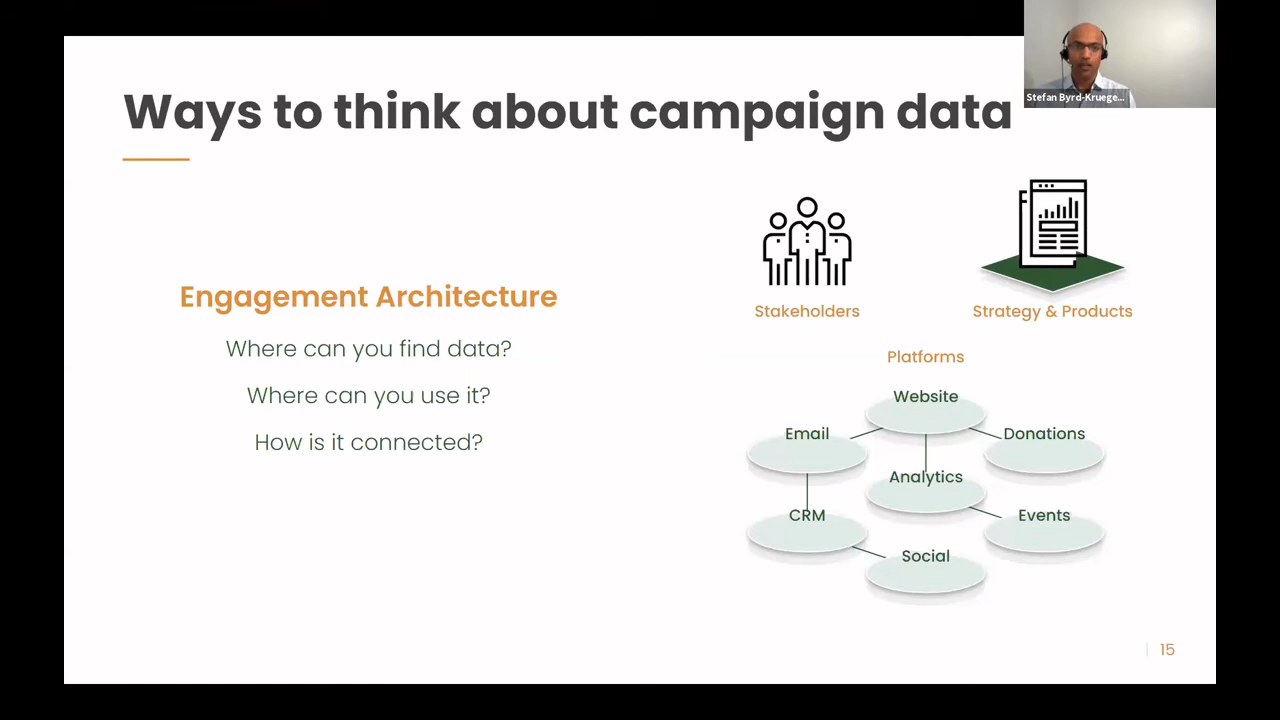 Ways to think about campaign data
Stefan Byrd-Kruege...
Engagement Architecture
Where can you find data?
Where can you use it?
How is it connected?
Stakeholders
Strategy & Products
Platforms
Website
Email
Donations
Analytics
CRM
Events
Social
15